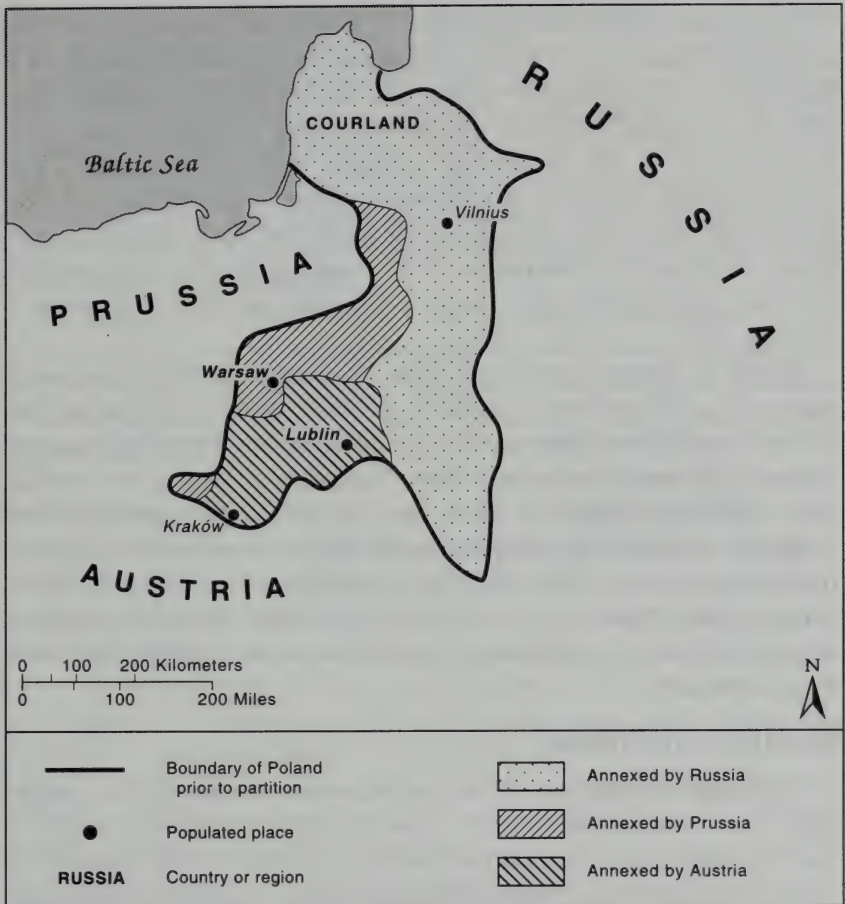 RUSSIA
COURLAND
Baltic Sea
Vilnius
PRUSSIA
Warsaw
Lublin
Kraków
AUSTRIA
0 100 200 Kilometers
0 100 200 Miles
N
Boundary of Poland
prior to partition
Populated place
RUSSIA Country or region
Annexed by Russia
Annexed by Prussia
Annexed by Austria